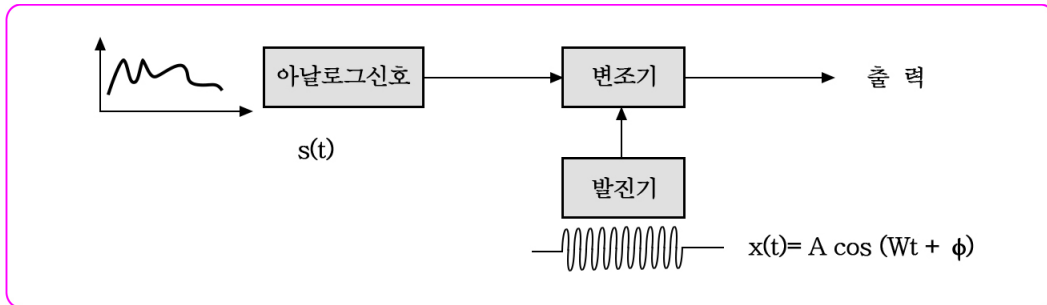 아날로그신호
변조기
출 력
s(t)
발진기
x(t)= A cos (Wt + ϕ)